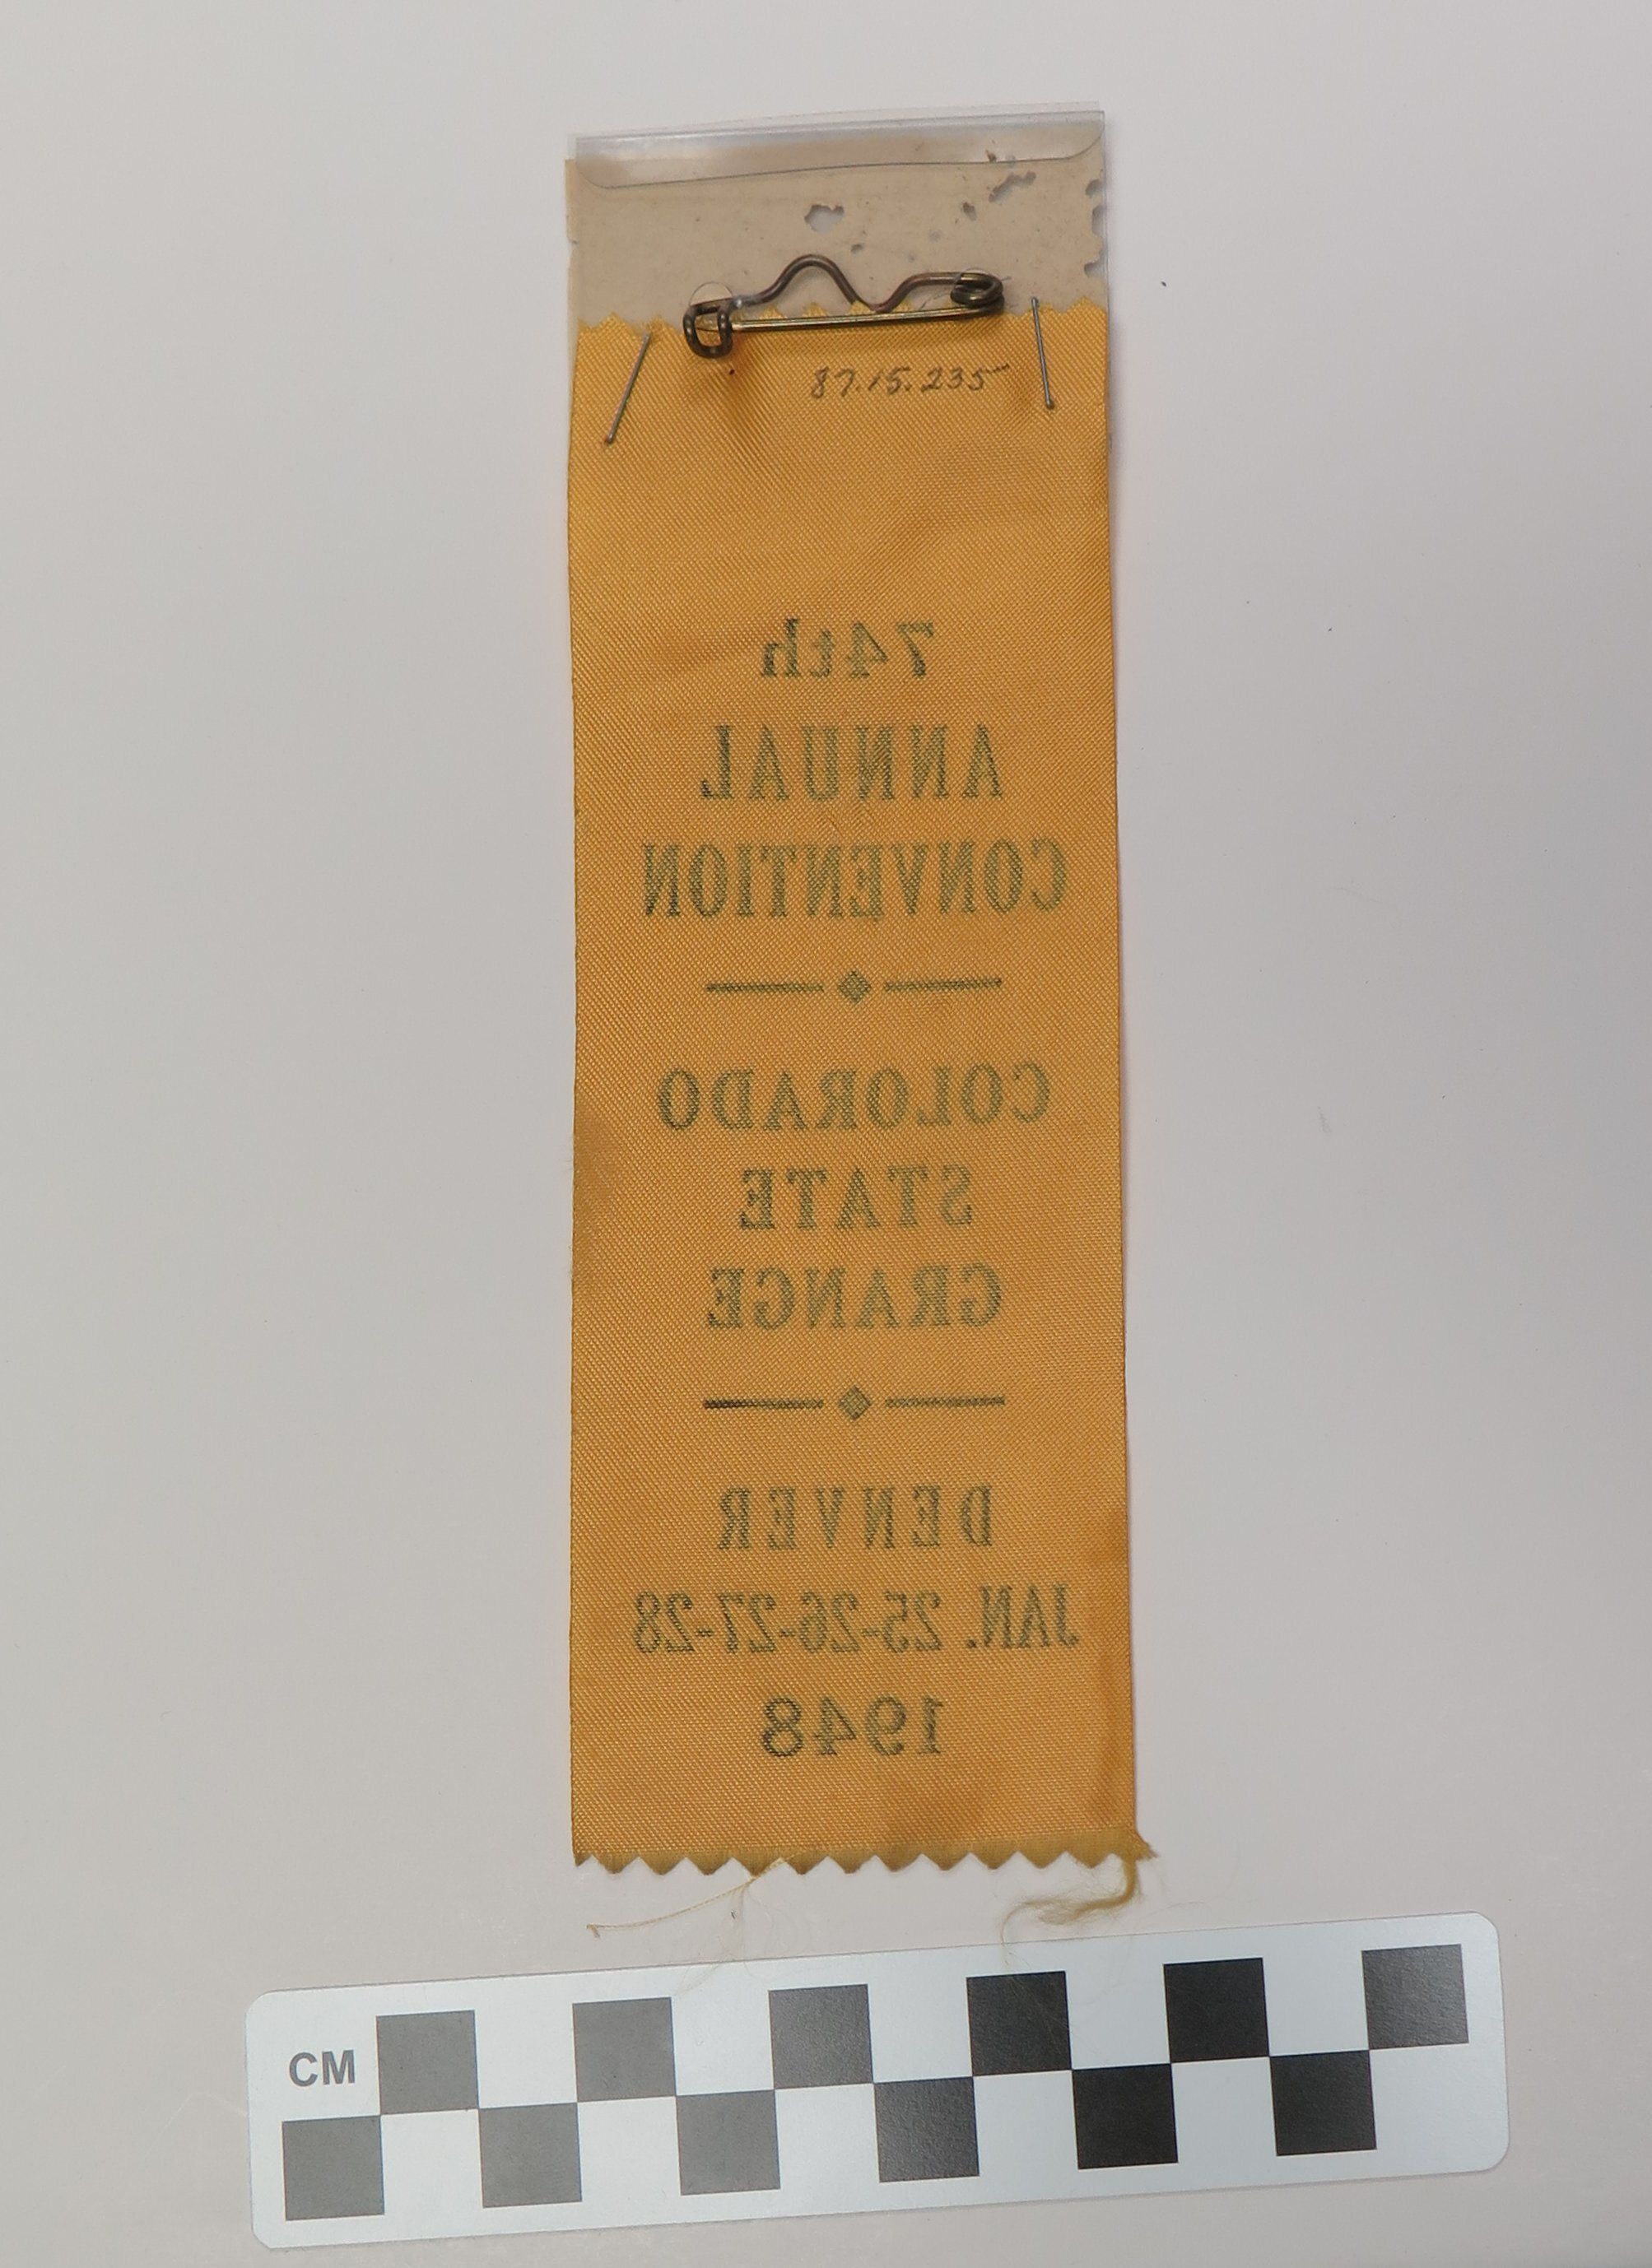 87.15.235
74th
ANNUAL
CONVENTION
COLORADO
STATE
GRANGE
DENVER
JAN. 25-26-27-28
1948
CM